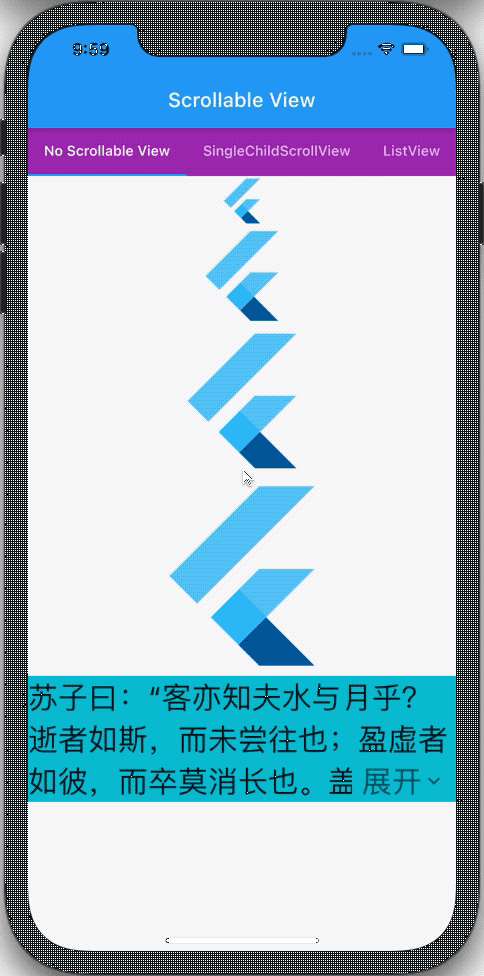 9:59
Scrollable View
No Scrollable View SingleChildScrollView ListView
苏子曰：“客亦知夫水与月乎？
逝者如斯，而未尝往也；盈虚者
如彼，而卒莫消长也。盖 展开